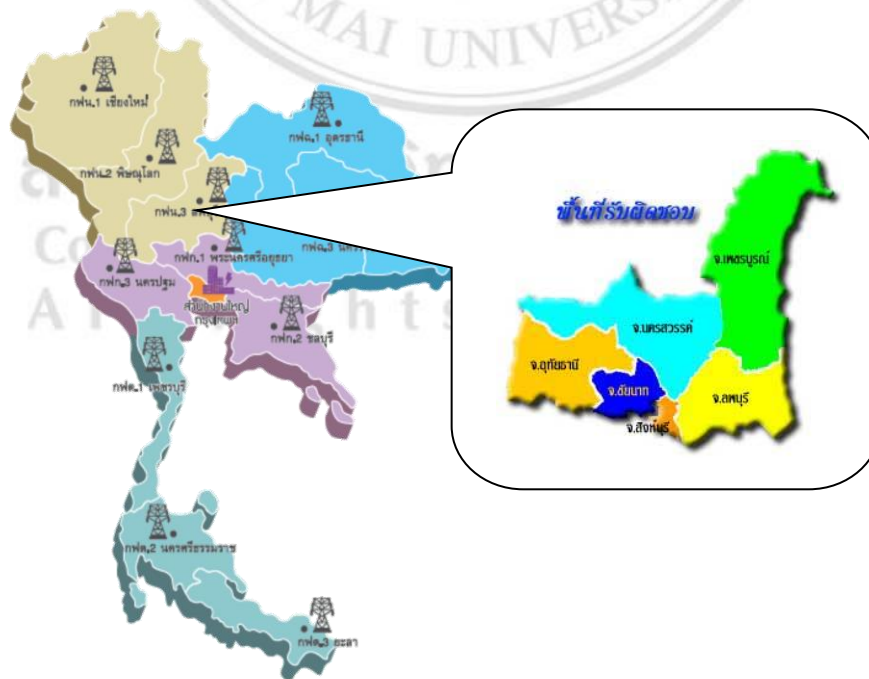 MAI UNIVERS
กฟน.1 เชียงใหม่
กฟฉ.1 อุดรธานี
กฟน.2 พิษณุโลก
กฟน.3
กฟฉ.3
กฟก.1 พระนครศรีอยุธยา
กฟก.3 นครปฐม
สำนักงานใหญ่
กรุงเทพฯ
กฟก.2 ชลบุรี
กฟต.1 เพชรบุรี
กฟต.2 นครศรีธรรมราช
กฟต.3 ยะลา
พื้นที่รับผิดชอบ
จ.เพชรบูรณ์
จ.นครสวรรค์
จ.อุทัยธานี
จ.ชัยนาท
จ.ลพบุรี
จ.สิงห์บุรี